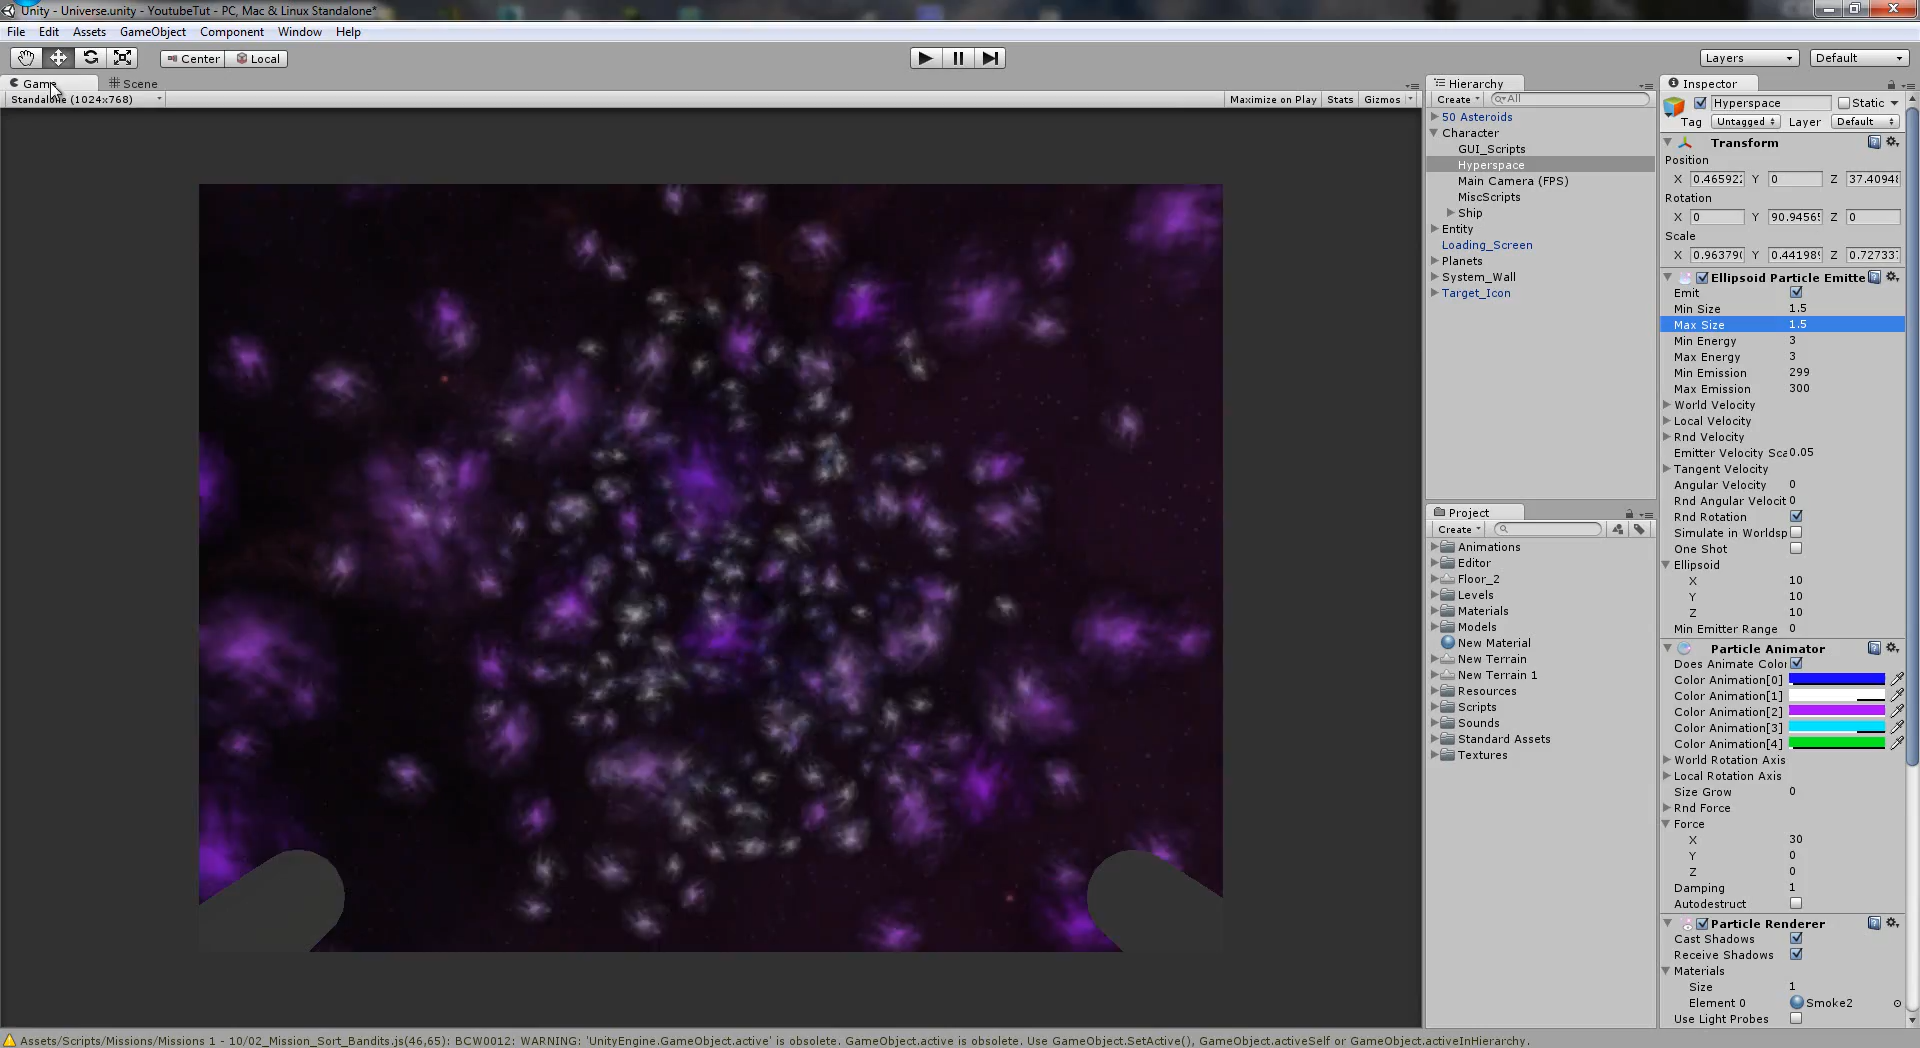 Unity - Universe.unity - YoutubeTut - PC, Mac & Linux Standalone*
File Edit Assets GameObject Component Window Help
Center Local
Layers
Default
Game
Scene
Standalone (1024x768)
Maximize on Play Stats Gizmos
Hierarchy
Create All
50 Asteroids
Character
GUI_Scripts
Hyperspace
Main Camera (FPS)
MiscScripts
Ship
Entity
Loading_Screen
Planets
System_Wall
Target_Icon
Project
Create
Animations
Editor
Floor_2
Levels
Materials
Models
New Material
New Terrain
New Terrain 1
Resources
Scripts
Sounds
Standard Assets
Textures
Inspector
Hyperspace Static
Tag Untagged Layer Default
Transform
Position
X 0.46592 Y 0 Z 37.4094
Rotation
X 0 Y 90.9456 Z 0
Scale
X 0.96379 Y 0.44198 Z 0.72733
Ellipsoid Particle Emitte
Emit
Min Size 1.5
Max Size 1.5
Min Energy 3
Max Energy 3
Min Emission 299
Max Emission 300
World Velocity
Local Velocity
Rnd Velocity
Emitter Velocity Sca 0.05
Tangent Velocity
Angular Velocity 0
Rnd Angular Velocit 0
Rnd Rotation
Simulate in Worldsp
One Shot
Ellipsoid
X 10
Y 10
Z 10
Min Emitter Range 0
Particle Animator
Does Animate Color
Color Animation[0]
Color Animation[1]
Color Animation[2]
Color Animation[3]
Color Animation[4]
World Rotation Axis
Local Rotation Axis
Size Grow 0
Rnd Force
Force
X 30
Y 0
Z 0
Damping 1
Autodestruct
Particle Renderer
Cast Shadows
Receive Shadows
Materials
Size 1
Element 0 Smoke2
Use Light Probes
Assets/Scripts/Missions/Missions 1 - 10/02_Mission_Sort_Bandits.js(46,65): BCW0012: WARNING: 'UnityEngine.GameObject.active' is obsolete. GameObject.active is obsolete. Use GameObject.SetActive(), GameObject.activeSelf or GameObject.activeInHierarchy.